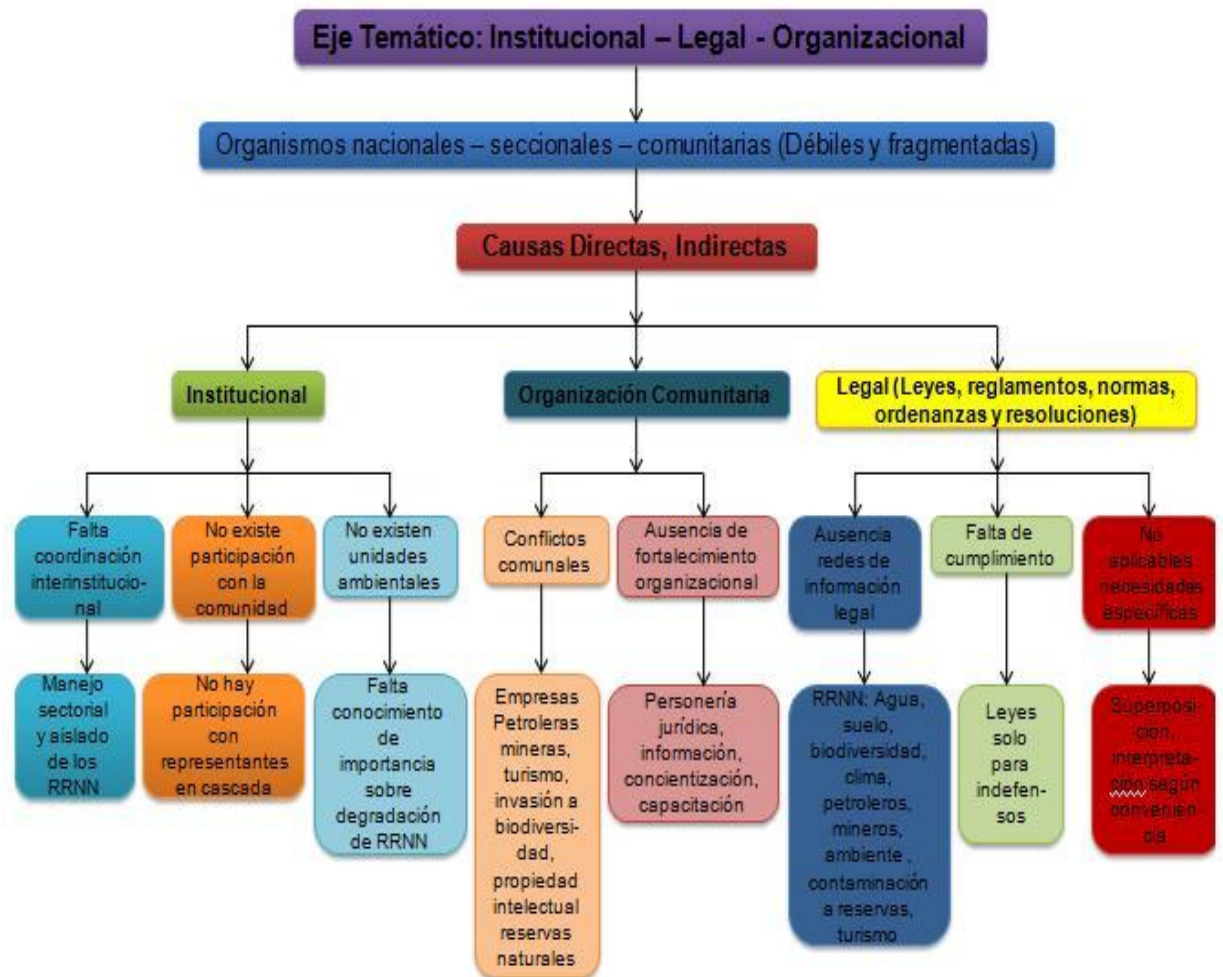 Eje Temático: Institucional – Legal - Organizacional
Organismos nacionales – seccionales – comunitarias (Débiles y fragmentadas)
Causas Directas, Indirectas
Institucional
Organización Comunitaria
Legal (Leyes, reglamentos, normas,
ordenanzas y resoluciones)
Falta
coordinación
interinstitucio-
nal
No existe
participación
con la
comunidad
No existen
unidades
ambientales
Conflictos
comunales
Ausencia de
fortalecimiento
organizacional
Ausencia
redes de
información
legal
Falta de
cumplimiento
No
aplicables
necesidades
específicas
Manejo
sectorial
y aislado
de los
RRNN
No hay
participación
con
representantes
en cascada
Falta
conocimiento
de
importancia
sobre
degradación
de RRNN
Empresas
Petroleras
mineras,
turismo,
invasión a
biodiversi-
dad,
propiedad
intelectual
reservas
naturales
Personería
jurídica,
información,
concientización,
capacitación
RRNN: Agua,
suelo,
biodiversidad,
clima,
petroleros,
mineros,
ambiente ,
contaminación
a reservas,
turismo
Leyes
solo
para
indefen-
sos
Superposi-
cion,
interpreta-
ción según
convenien-
cia